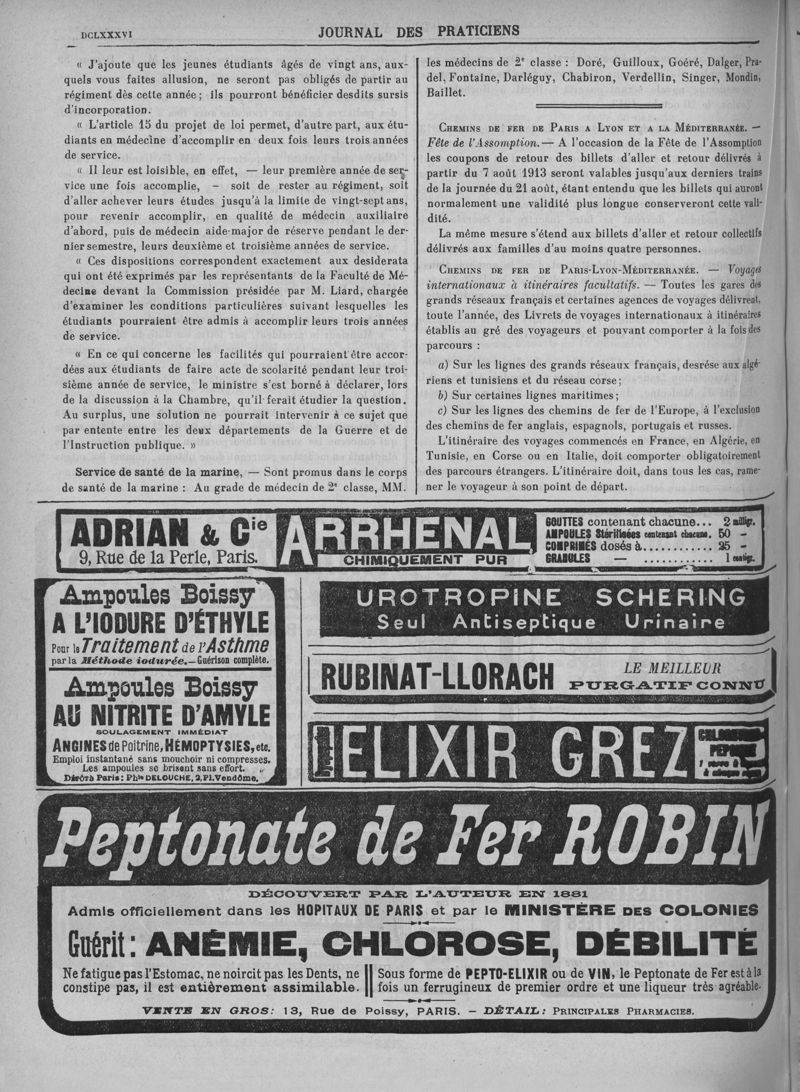 DCLXXXVI
JOURNAL DES PRATICIENS
« J'ajoute que les jeunes étudiants âgés de vingt ans, aux-
quels vous faites allusion, ne seront pas obligés de partir au
régiment dès cette année ; ils pourront bénéficier desdits sursis
d'incorporation.
« L'article 15 du projet de loi permet, d'autre part, aux étu-
diants en médecine d'accomplir en deux fois leurs trois années
de service.
« Il leur est loisible, en effet, — leur première année de ser-
vice une fois accomplie, – soit de rester au régiment, soit
d'aller achever leurs études jusqu'à la limite de vingt-sept ans,
pour revenir accomplir, en qualité de médecin auxiliaire
d'abord, puis de médecin aide-major de réserve pendant le der-
nier semestre, leurs deuxième et troisième années de service.
« Ces dispositions correspondent exactement aux desiderata
qui ont été exprimés par les représentants de la Faculté de Mé-
decine devant la Commission présidée par M. Liard, chargée
d'examiner les conditions particulières suivant lesquelles les
étudiants pourraient être admis à accomplir leurs trois années
de service.
« En ce qui concerne les facilités qui pourraient être accor-
dées aux étudiants de faire acte de scolarité pendant leur troi-
sième année de service, le ministre s'est borné à déclarer, lors
de la discussion à la Chambre, qu'il ferait étudier la question.
Au surplus, une solution ne pourrait intervenir à ce sujet que
par entente entre les deux départements de la Guerre et de
l'Instruction publique. »
Service de santé de la marine, — Sont promus dans le corps
de santé de la marine : Au grade de médecin de 2e classe, MM.
les médecins de 2e classe : Doré, Guilloux, Goéré, Dalger, Pra-
del, Fontaine, Darléguy, Chabiron, Verdellin, Singer, Mondin,
Baillet.
CHEMINS DE FER DE PARIS A LYON ET A LA MÉDITERRANÉE. —
Fête de l'Assomption. — A l'occasion de la Fête de l'Assomption
les coupons de retour des billets d'aller et retour délivrés à
partir du 7 août 1913 seront valables jusqu'aux derniers trains
de la journée du 21 août, étant entendu que les billets qui auront
normalement une validité plus longue conserveront cette vali-
dité.
La même mesure s'étend aux billets d'aller et retour collectifs
délivrés aux familles d'au moins quatre personnes.
CHEMINS DE FER DE PARIS-LYON-MÉDITERRANÉE. — Voyages
internationaux à itinéraires facultatifs. — Toutes les gares des
grands réseaux français et certaines agences de voyages délivrent,
toute l'année, des Livrets de voyages internationaux à itinéraires
établis au gré des voyageurs et pouvant comporter à la fois des
parcours :
a) Sur les lignes des grands réseaux français, desrése aux algé-
riens et tunisiens et du réseau corse ;
b) Sur certaines lignes maritimes ;
c) Sur les lignes des chemins de fer de l'Europe, à l'exclusion
des chemins de fer anglais, espagnols, portugais et russes.
L'itinéraire des voyages commencés en France, en Algérie, en
Tunisie, en Corse ou en Italie, doit comporter obligatoirement
des parcours étrangers. L'itinéraire doit, dans tous les cas, rame-
ner le voyageur à son point de départ.
ADRIAN & Cie
9, Rue de la Perle, Paris.
ARRHENAL
CHIMIQUEMENT PUR
GOUTTES contenant chacune... 2 millig.
AMPOULES Stérilisées contenant chacune. 50 –
COMPRIMÉS dosés à............ 25 –
GRANULES — ............ 1 centigr.
Ampoules Boissy
A L'IODURE D'ÉTHYLE
Pour le Traitement de l'Asthme
par la Méthode iodurée. — Guérison complète.
Ampoules Boissy
AU NITRITE D'AMYLE
SOULAGEMENT IMMÉDIAT
ANGINES de Poitrine, HÉMOPTYSIES, etc.
Emploi instantané sans mouchoir ni compresses.
Les ampoules se brisent sans effort.
DÉPÔT à Paris : Phie DELOUCHE, 2, Pl. Vendôme.
UROTROPINE SCHERING
Seul Antiseptique Urinaire
RUBINAT-LLORACH
LE MEILLEUR
PURGATIF CONNU
ELIXIR GREZ
PEPSINE
Peptonate de Fer ROBIN
DÉCOUVERT PAR L'AUTEUR EN 1881
Admis officiellement dans les HOPITAUX DE PARIS et par le MINISTÈRE DES COLONIES
Guérit : ANÉMIE, CHLOROSE, DÉBILITÉ
Ne fatigue pas l'Estomac, ne noircit pas les Dents, ne
constipe pas, il est entièrement assimilable.
Sous forme de PEPTO-ELIXIR ou de VIN, le Peptonate de Fer est à la
fois un ferrugineux de premier ordre et une liqueur très agréable.
VENTE EN GROS : 13, Rue de Poissy, PARIS. — DÉTAIL : PRINCIPALES PHARMACIES.